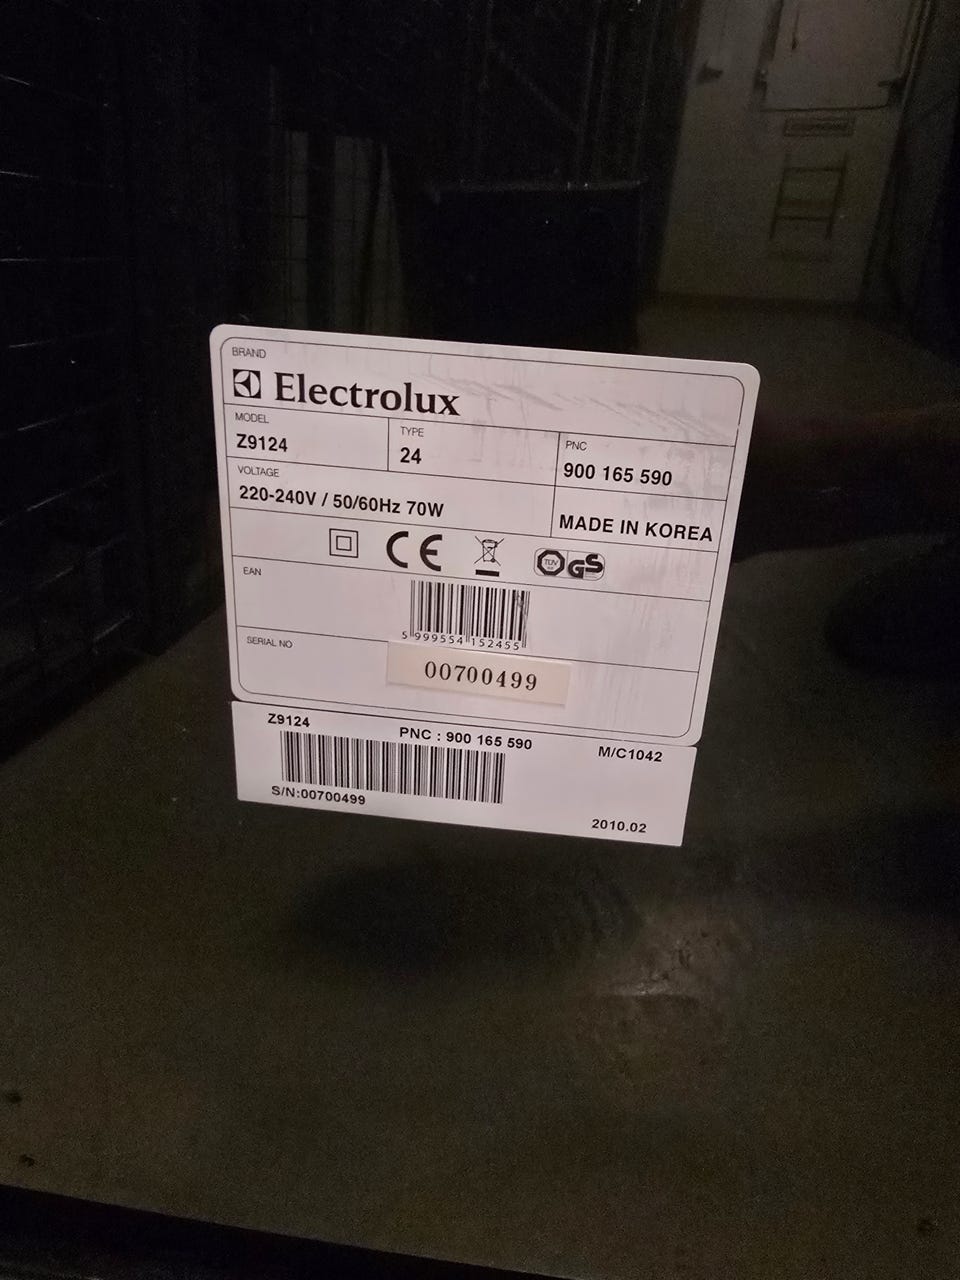 BRAND
Electrolux
MODEL
Z9124
TYPE
24
PNC
900 165 590
VOLTAGE
220-240V / 50/60Hz 70W
MADE IN KOREA
CE
TÜV
GS
EAN
5 999554 152455
SERIAL NO
00700499
Z9124
PNC : 900 165 590
M/C1042
S/N:00700499
2010.02